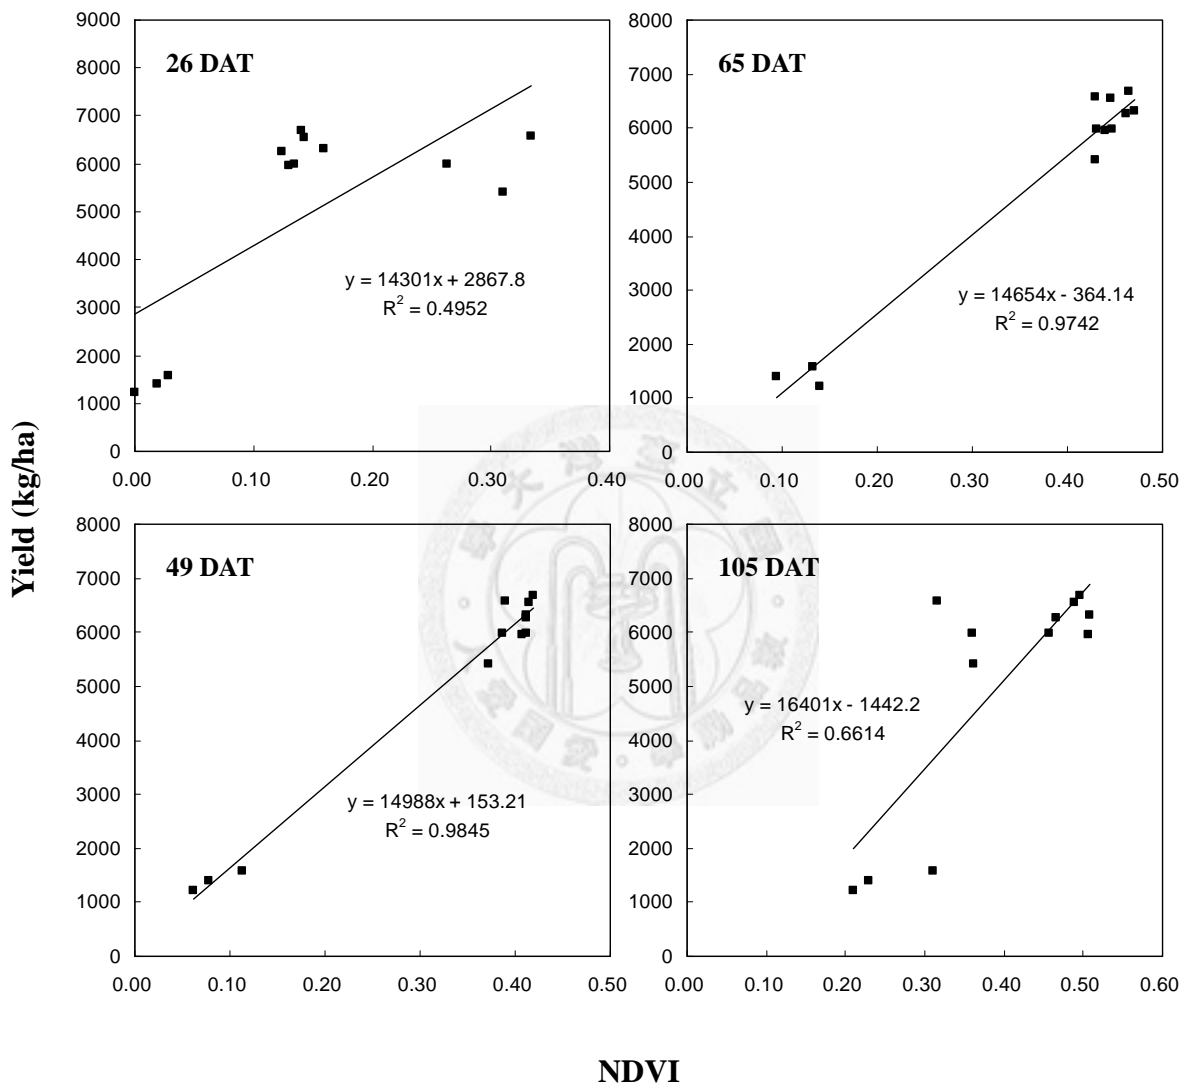 Yield (kg/ha)
9000
8000
7000
6000
5000
4000
3000
2000
1000
0
0.00 0.10 0.20 0.30 0.40
26 DAT
y = 14301x + 2867.8
R² = 0.4952
8000
7000
6000
5000
4000
3000
2000
1000
0
0.00 0.10 0.20 0.30 0.40 0.50
65 DAT
y = 14654x - 364.14
R² = 0.9742
8000
7000
6000
5000
4000
3000
2000
1000
0
0.00 0.10 0.20 0.30 0.40 0.50
49 DAT
y = 14988x + 153.21
R² = 0.9845
8000
7000
6000
5000
4000
3000
2000
1000
0
0.00 0.10 0.20 0.30 0.40 0.50 0.60
105 DAT
y = 16401x - 1442.2
R² = 0.6614
NDVI